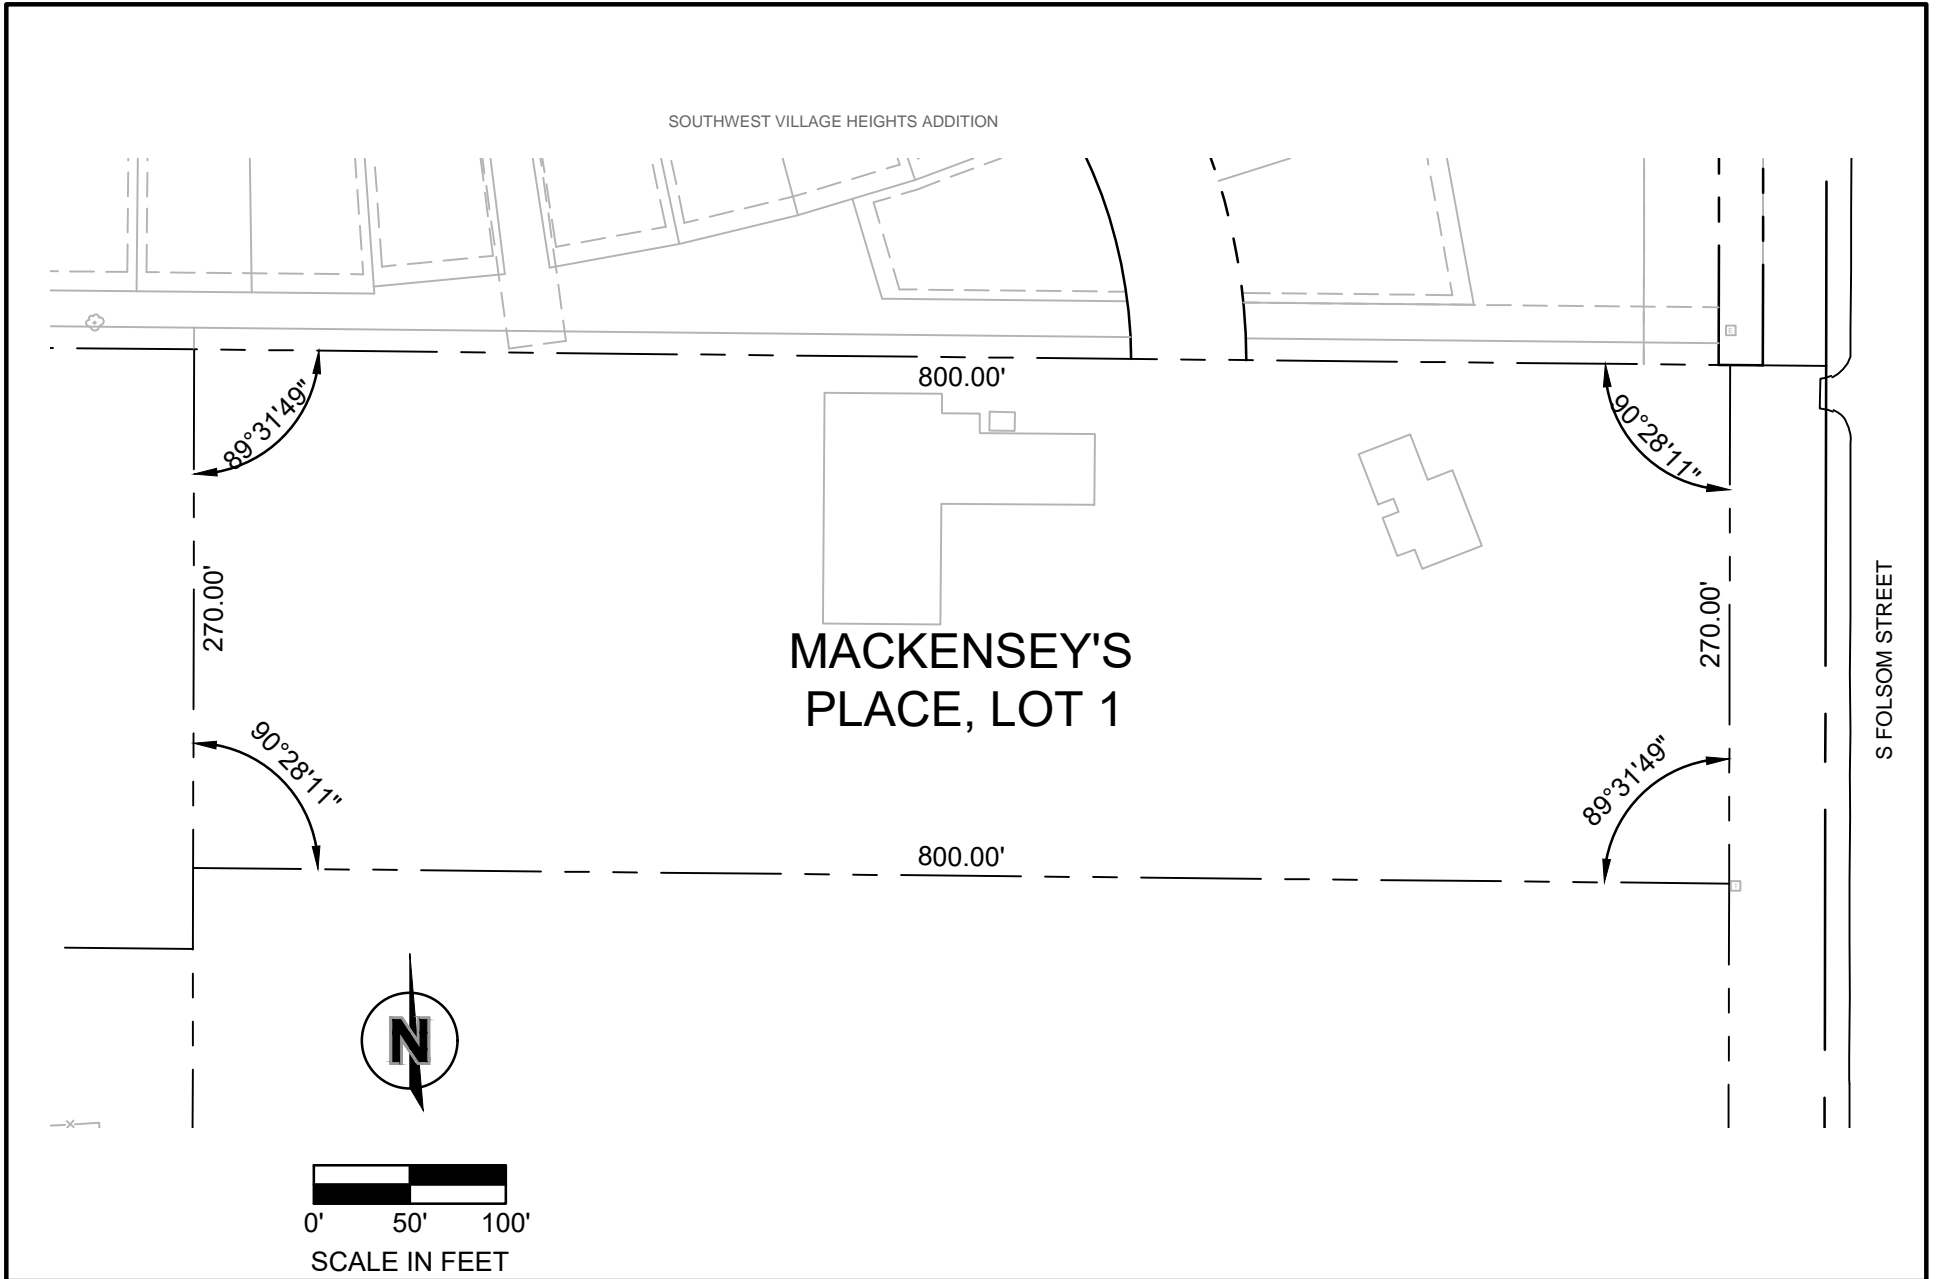 SOUTHWEST VILLAGE HEIGHTS ADDITION
800.00'
89°31'49"
90°28'11"
270.00'
270.00'
S FOLSOM STREET
MACKENSEY'S
PLACE, LOT 1
90°28'11"
89°31'49"
800.00'
N
0' 50' 100'
SCALE IN FEET